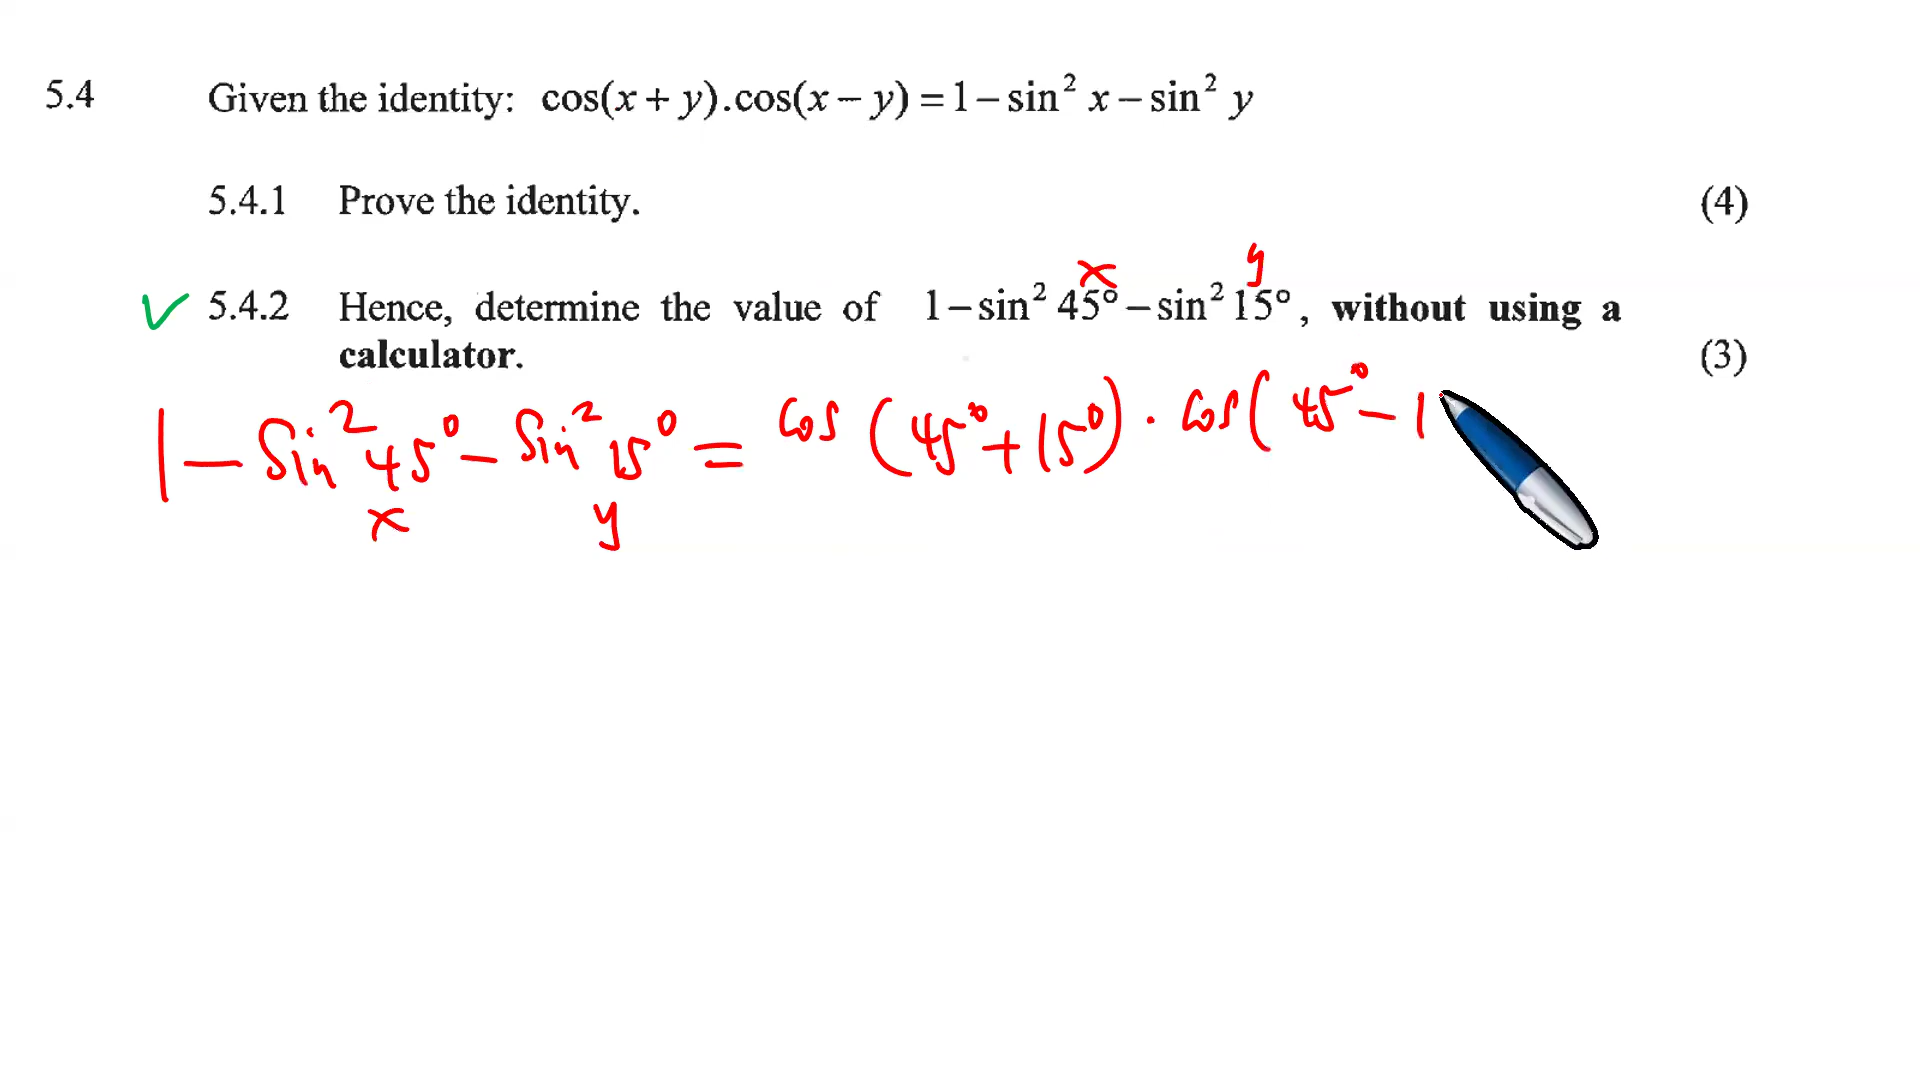 5.4 Given the identity: cos(x + y).cos(x − y) = 1 − sin² x − sin² y
5.4.1 Prove the identity. (4)
x y
✓ 5.4.2 Hence, determine the value of 1 − sin² 45° − sin² 15°, without using a
calculator. (3)
1 − Sin² 45° − Sin² 15° = Cos (45° + 15°) · Cos (45° − 1
x y